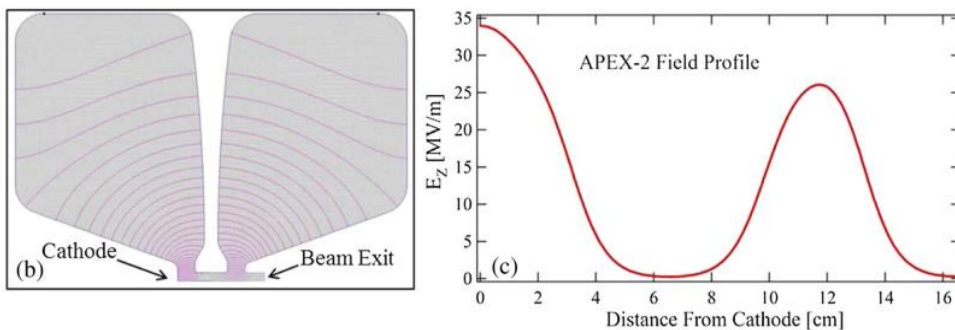 Cathode
Beam Exit
(b)
APEX-2 Field Profile
E_Z [MV/m]
35
30
25
20
15
10
5
0
(c)
0 2 4 6 8 10 12 14 16
Distance From Cathode [cm]